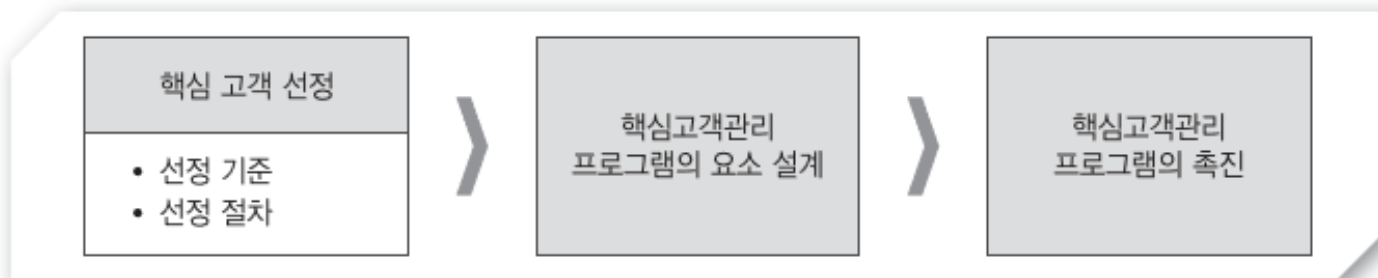 핵심 고객 선정
• 선정 기준
• 선정 절차
핵심고객관리
프로그램의 요소 설계
핵심고객관리
프로그램의 촉진